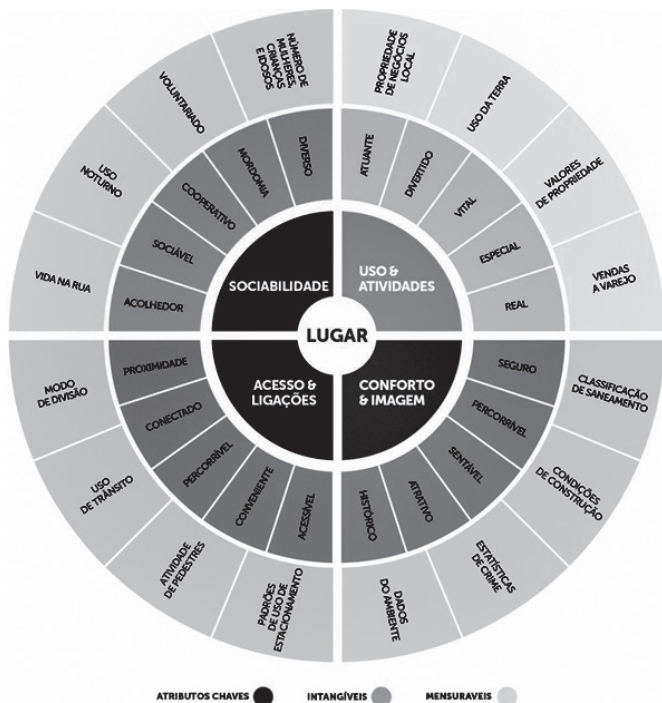 NÚMERO DE
MULHERES,
CRIANÇAS
E IDOSOS
VOLUNTARIADO
USO
NOTURNO
VIDA NA RUA
PROPRIEDADE
DE NEGÓCIOS
LOCAL
USO DA TERRA
VALORES
DE PROPRIEDADE
VENDAS
A VAREJO
DIVERSO
MORDOMIA
COOPERATIVO
SOCIÁVEL
ACOLHEDOR
ATUANTE
DIVERTIDO
VITAL
ESPECIAL
REAL
SOCIABILIDADE
USO &
ATIVIDADES
LUGAR
ACESSO &
LIGAÇÕES
CONFORTO
& IMAGEM
PROXIMIDADE
CONECTADO
PERCORRÍVEL
CONVENIENTE
ACESSÍVEL
SEGURO
PERCORRÍVEL
SENTÁVEL
ATRATIVO
HISTÓRICO
MODO
DE DIVISÃO
USO
DE TRÂNSITO
ATIVIDADE
DE PEDESTRES
PADRÕES
DE USO DE
ESTACIONAMENTO
CLASSIFICAÇÃO
DE SANEAMENTO
CONDIÇÕES
DE CONSTRUÇÃO
ESTATÍSTICAS
DE CRIME
DADOS
DO AMBIENTE
ATRIBUTOS CHAVES INTANGÍVEIS MENSURAVEIS